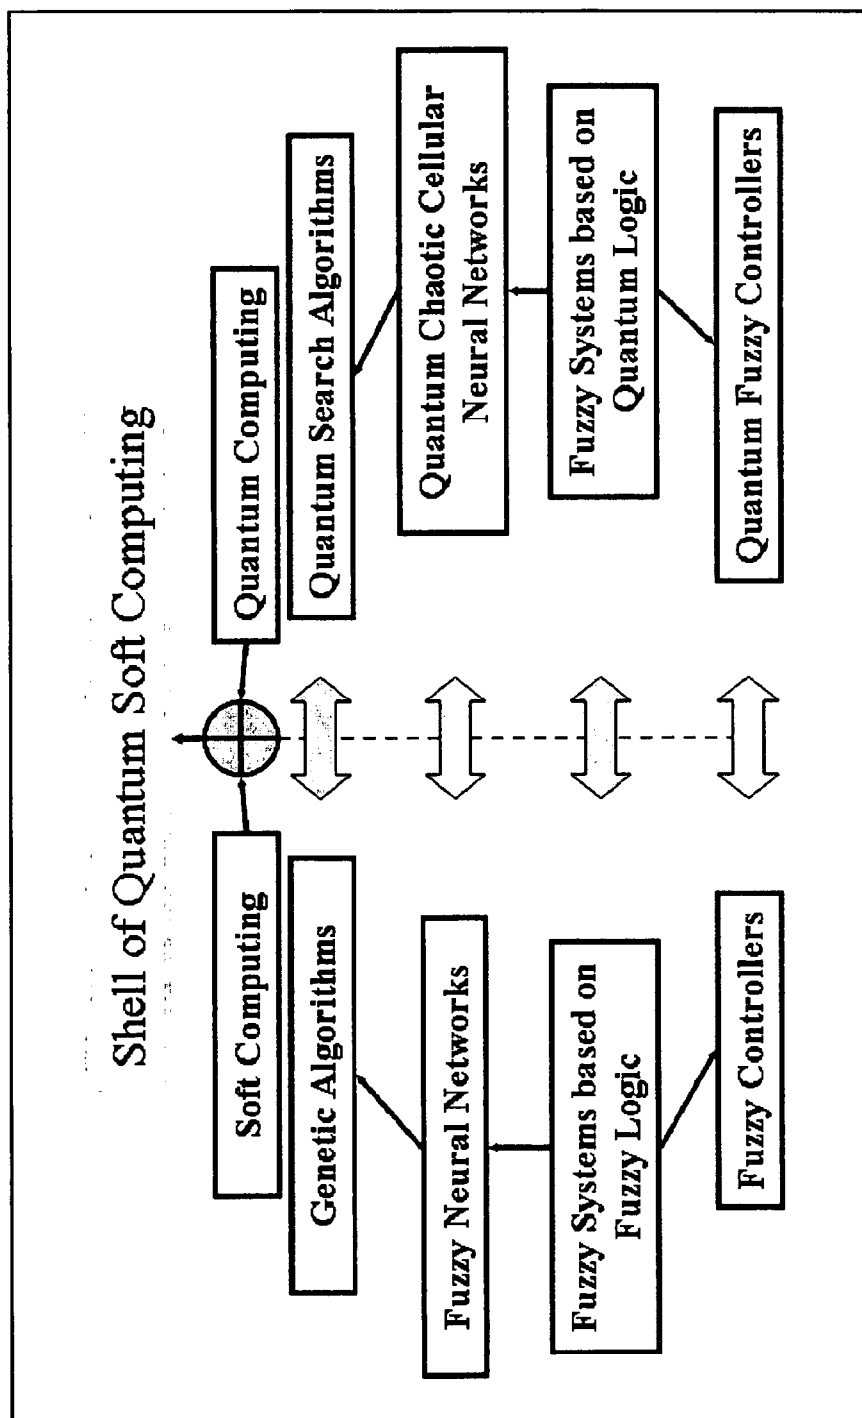 Shell of Quantum Soft Computing
Soft Computing
Quantum Computing
Genetic Algorithms
Quantum Search Algorithms
Fuzzy Neural Networks
Quantum Chaotic Cellular
Neural Networks
Fuzzy Systems based on
Fuzzy Logic
Fuzzy Systems based on
Quantum Logic
Fuzzy Controllers
Quantum Fuzzy Controllers